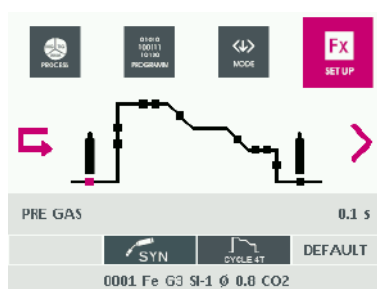 01010
100111
10100
Fx
PROCESS
PROGRAMM
MODE
SET UP
PRE GAS 0.1 s
SYN CYCLE 4T DEFAULT
0001 Fe G3 SI-1 Ø 0.8 CO2